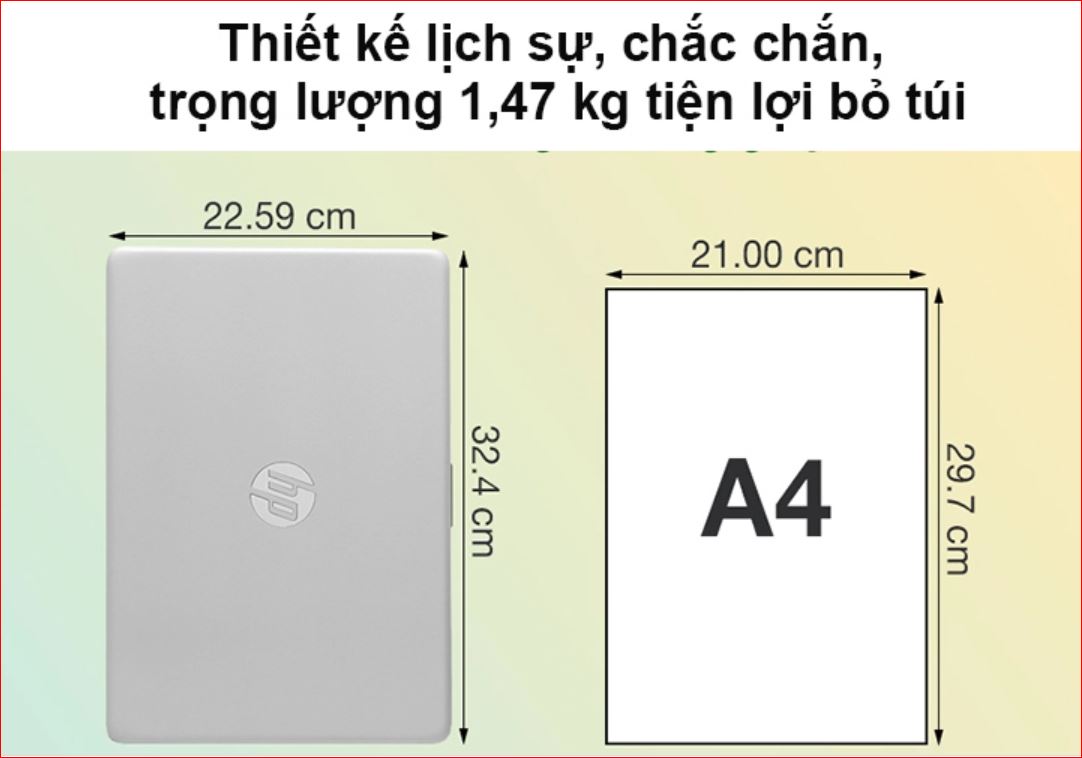 Thiết kế lịch sự, chắc chắn,
trọng lượng 1,47 kg tiện lợi bỏ túi
22.59 cm
21.00 cm
32.4 cm
hp
A4
29.7 cm